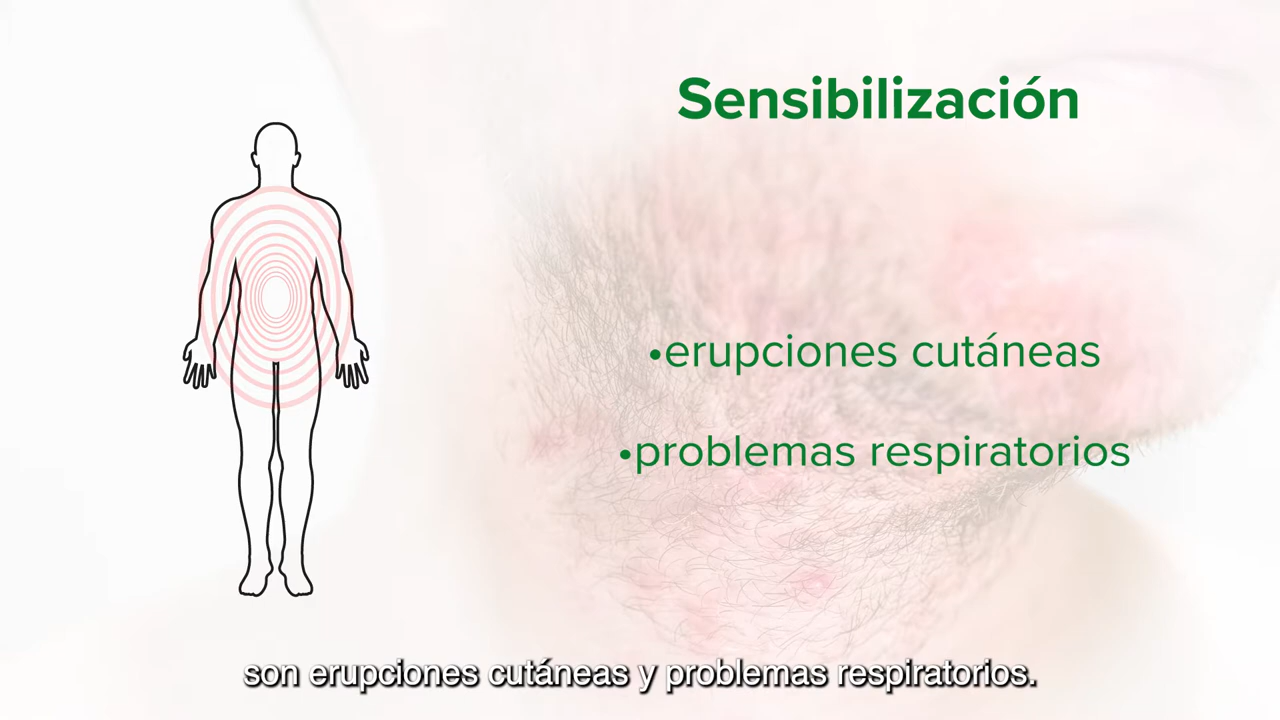 Sensibilización
•erupciones cutáneas
•problemas respiratorios
son erupciones cutáneas y problemas respiratorios.